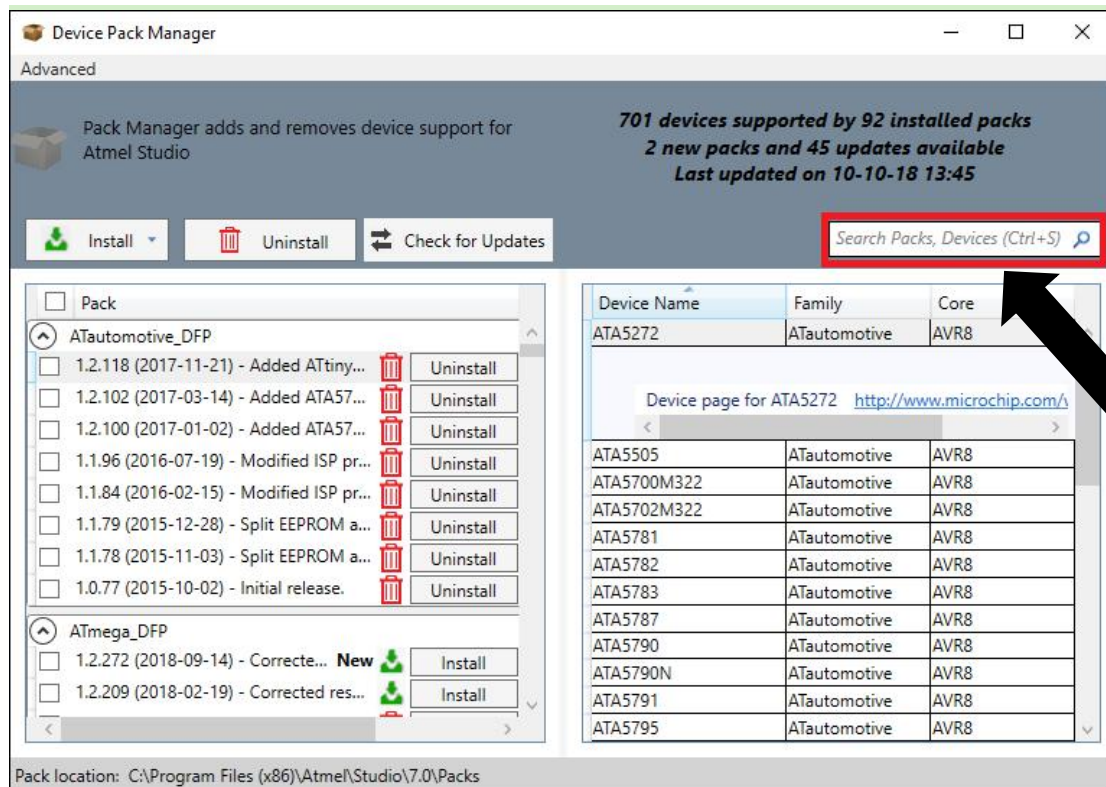 Device Pack Manager
Advanced
Pack Manager adds and removes device support for
Atmel Studio
701 devices supported by 92 installed packs
2 new packs and 45 updates available
Last updated on 10-10-18 13:45
Install
Uninstall
Check for Updates
Search Packs, Devices (Ctrl+S)
Pack
ATautomotive_DFP
1.2.118 (2017-11-21) - Added ATtiny... Uninstall
1.2.102 (2017-03-14) - Added ATA57... Uninstall
1.2.100 (2017-01-02) - Added ATA57... Uninstall
1.1.96 (2016-07-19) - Modified ISP pr... Uninstall
1.1.84 (2016-02-15) - Modified ISP pr... Uninstall
1.1.79 (2015-12-28) - Split EEPROM a... Uninstall
1.1.78 (2015-11-03) - Split EEPROM a... Uninstall
1.0.77 (2015-10-02) - Initial release. Uninstall
ATmega_DFP
1.2.272 (2018-09-14) - Correcte... New Install
1.2.209 (2018-02-19) - Corrected res... Install
Device Name Family Core
ATA5272 ATautomotive AVR8
Device page for ATA5272 http://www.microchip.com/
ATA5505 ATautomotive AVR8
ATA5700M322 ATautomotive AVR8
ATA5702M322 ATautomotive AVR8
ATA5781 ATautomotive AVR8
ATA5782 ATautomotive AVR8
ATA5783 ATautomotive AVR8
ATA5787 ATautomotive AVR8
ATA5790 ATautomotive AVR8
ATA5790N ATautomotive AVR8
ATA5791 ATautomotive AVR8
ATA5795 ATautomotive AVR8
Pack location: C:\Program Files (x86)\Atmel\Studio\7.0\Packs